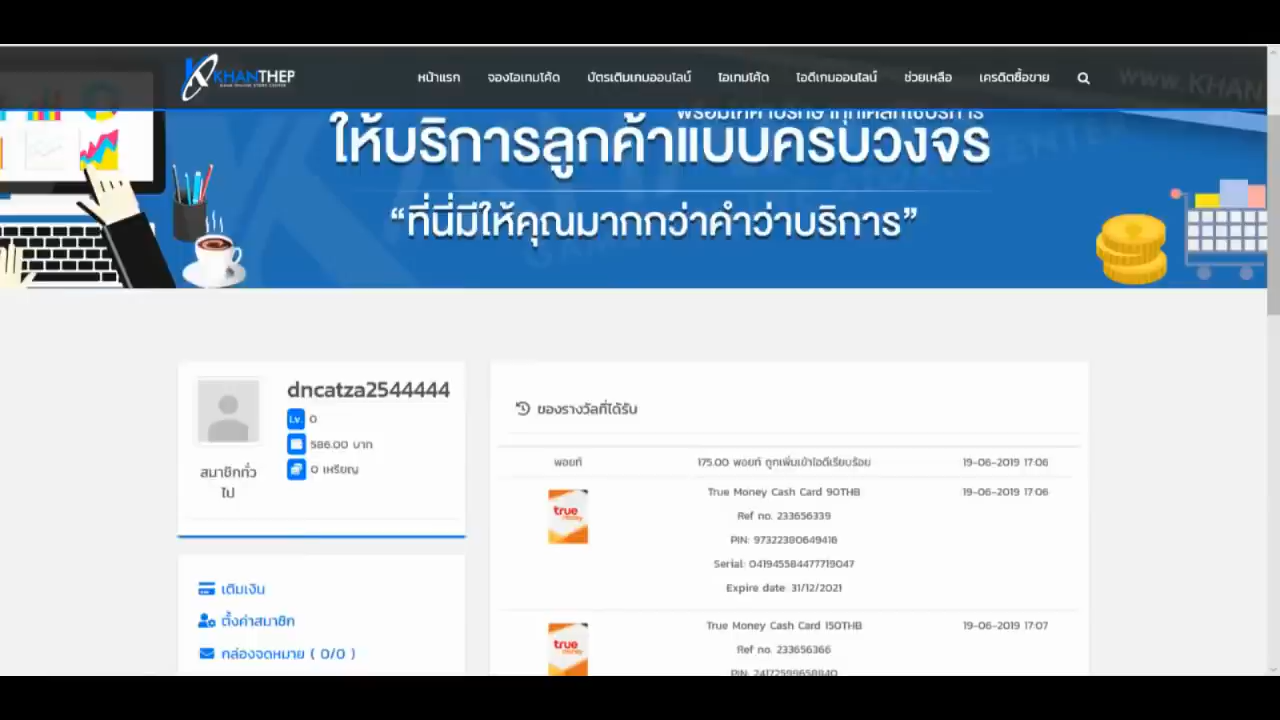 KHANTHEP
หน้าแรก
จองไอเทมโค้ด
บัตรเติมเกมออนไลน์
ไอเทมโค้ด
ไอดีเกมออนไลน์
ช่วยเหลือ
เครดิตซื้อขาย
WWW.KHAN
ให้บริการลูกค้าแบบครบวงจร
“ที่นี่มีให้คุณมากกว่าคำว่าบริการ”
dncatza2544444
Lv. 0
586.00 บาท
0 เหรียญ
สมาชิกทั่ว
ไป
เติมเงิน
ตั้งค่าสมาชิก
กล่องจดหมาย ( 0/0 )
ของรางวัลที่ได้รับ
พอยท์ 175.00 พอยท์ ถูกเพิ่มเข้าไอดีเรียบร้อย 19-06-2019 17:06
true money True Money Cash Card 90THB 19-06-2019 17:06
Ref no. 233656339
PIN: 97322380649416
Serial: 041945584477719047
Expire date: 31/12/2021
true money True Money Cash Card 150THB 19-06-2019 17:07
Ref no. 233656366